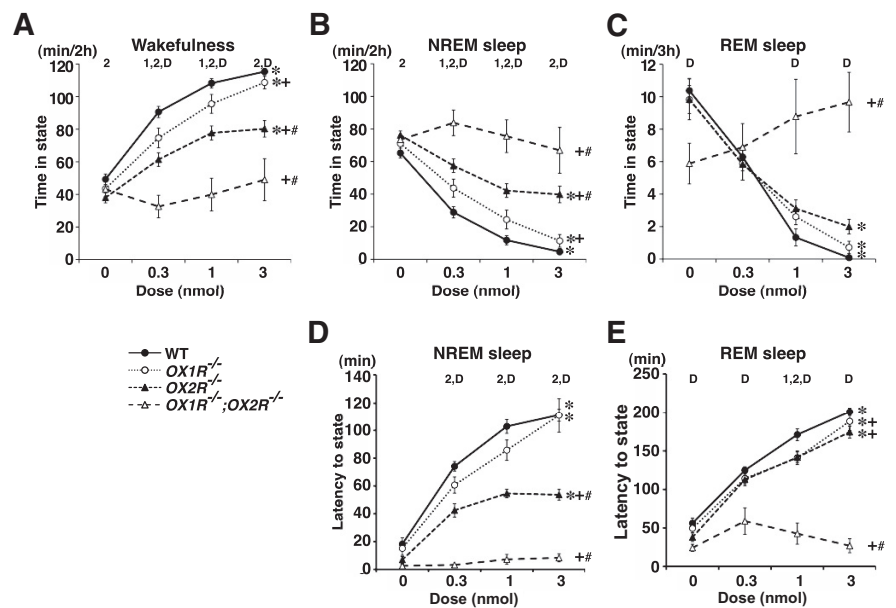 A
(min/2h)
Wakefulness
2 1,2,D 1,2,D 2,D
120
100
80
60
40
20
0
Time in state
*
*+
*+#
+#
0 0.3 1 3
Dose (nmol)
B
(min/2h)
NREM sleep
2 1,2,D 1,2,D 2,D
120
100
80
60
40
20
0
Time in state
+#
*+#
*+
*
0 0.3 1 3
Dose (nmol)
C
(min/3h)
REM sleep
D D D
12
10
8
6
4
2
0
Time in state
+#
*
*
*
0 0.3 1 3
Dose (nmol)
WT
OX1R-/-
OX2R-/-
OX1R-/-;OX2R-/-
D
(min)
NREM sleep
2,D 2,D 2,D
140
120
100
80
60
40
20
0
Latency to state
*
*
*+#
+#
0 0.3 1 3
Dose (nmol)
E
(min)
REM sleep
D D 1,2,D D
250
200
150
100
50
0
Latency to state
*
*+
*+
+#
0 0.3 1 3
Dose (nmol)